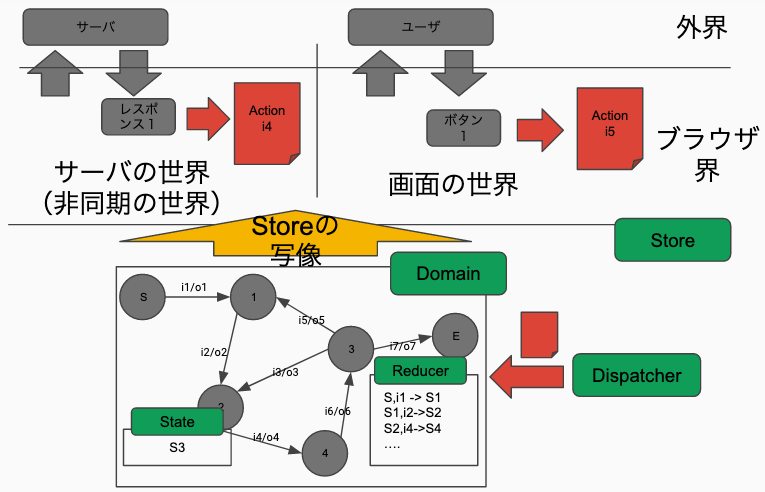 サーバ
ユーザ
外界
レスポ
ンス１
Action
i4
ボタン
１
Action
i5
ブラウザ
界
サーバの世界
（非同期の世界）
画面の世界
Storeの
写像
Store
Domain
S
i1/o1
1
i5/o5
i2/o2
3
i7/o7
E
i3/o3
Reducer
Dispatcher
2
State
S3
i4/o4
i6/o6
4
S,i1 -> S1
S1,i2->S2
S2,i4->S4
....